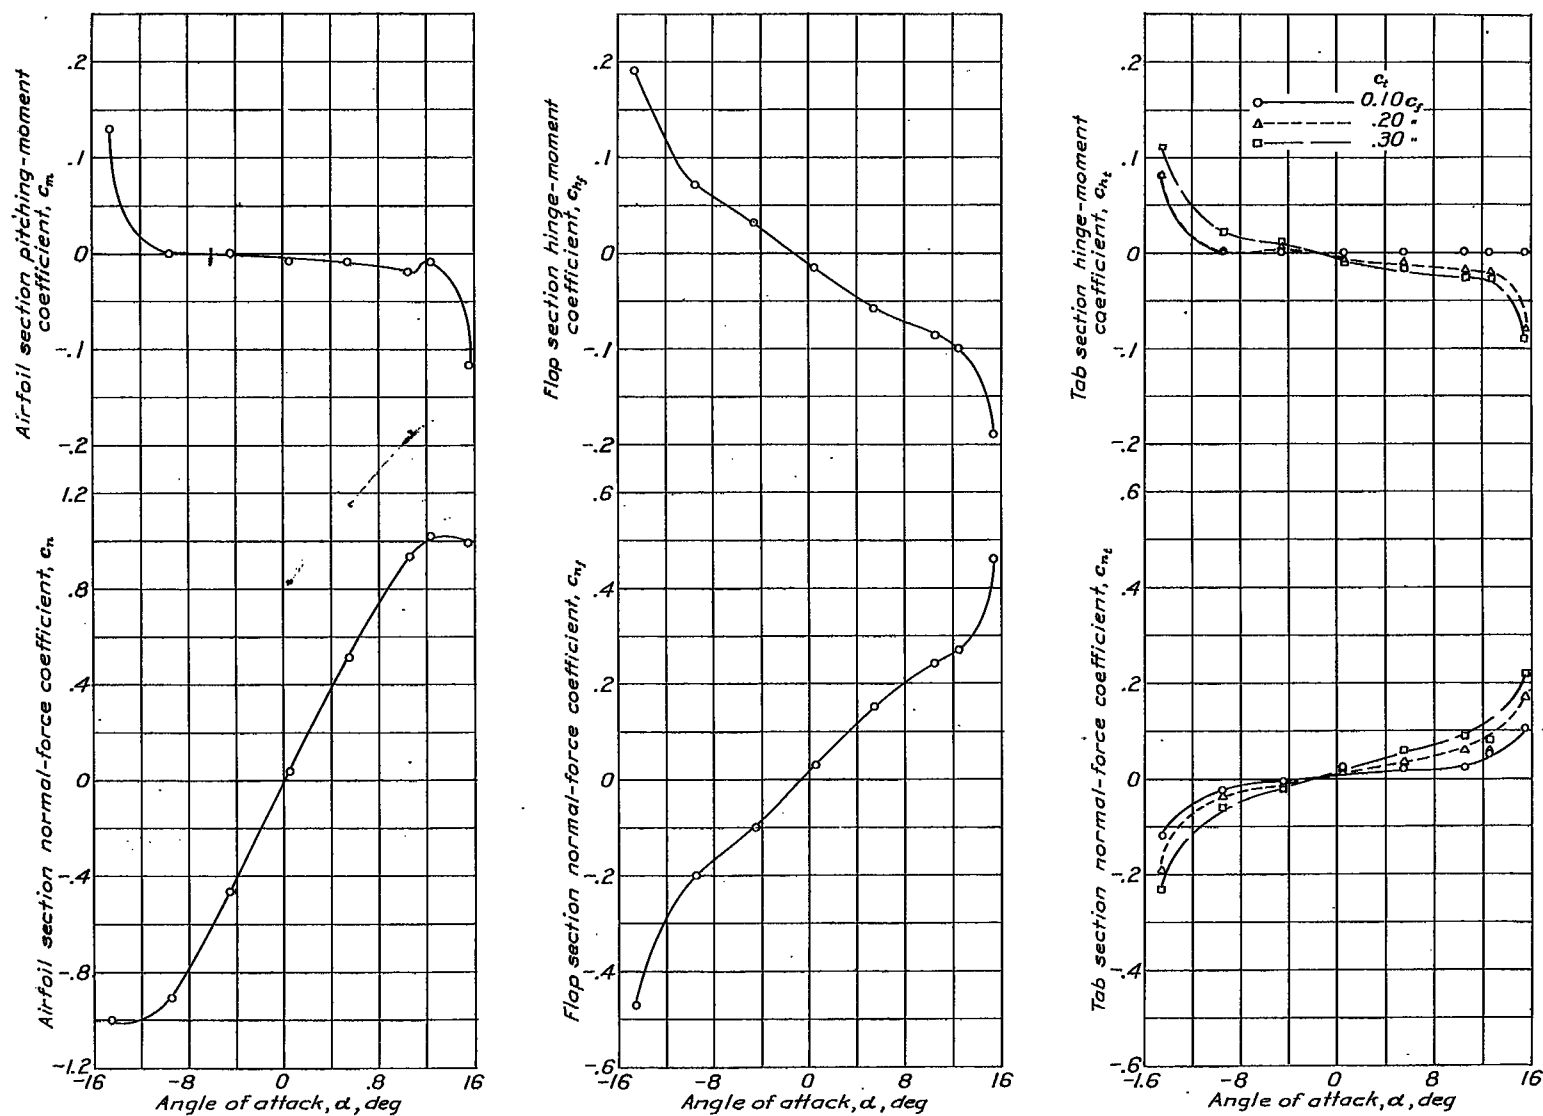 Airfoil section pitching-moment
coefficient, cm
.2
.1
0
-.1
-.2
Airfoil section normal-force coefficient, cn
1.2
.8
.4
0
-.4
-.8
-1.2
-16 -8 0 .8 16
Angle of attack, α, deg
Flap section hinge-moment
coefficient, chf
.2
.1
0
-.1
-.2
Flap section normal-force coefficient, cnf
.6
.4
.2
0
-.2
-.4
-.6
-16 -8 0 8 16
Angle of attack, α, deg
Tab section hinge-moment
coefficient, cht
.2
.1
0
-.1
-.2
ct
0.10cf
.20 "
.30 "
Tab section normal-force coefficient, cnt
.6
.4
.2
0
-.2
-.4
-.6
-1.6 -8 0 8 16
Angle of attack, α, deg